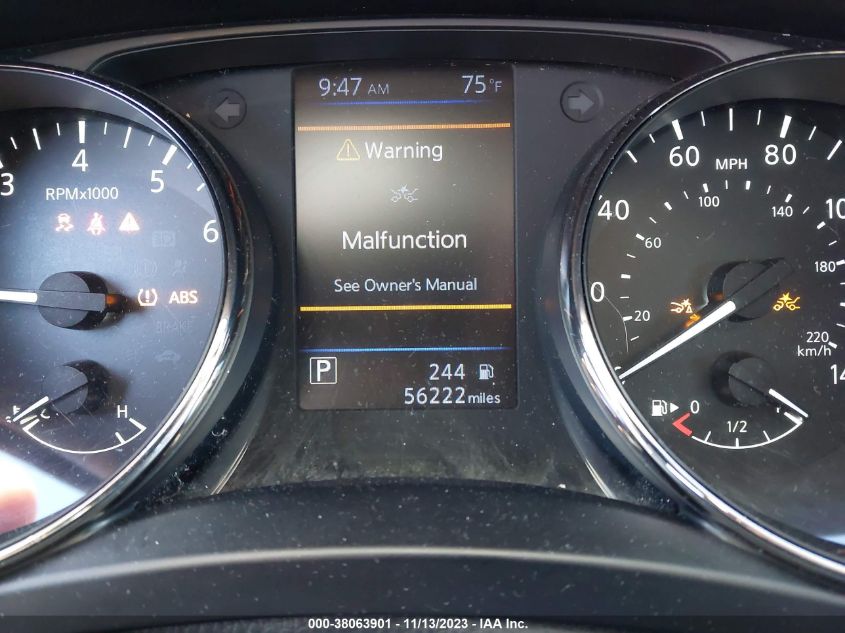 9:47 AM 75°F
Warning
Malfunction
See Owner's Manual
P 244
56222 miles
3 4 5 6
RPMx1000
ABS
H
0 40 60 80
MPH
20 60 100 140 180 220
km/h
0 1/2
000-38063901 - 11/13/2023 - IAA Inc.